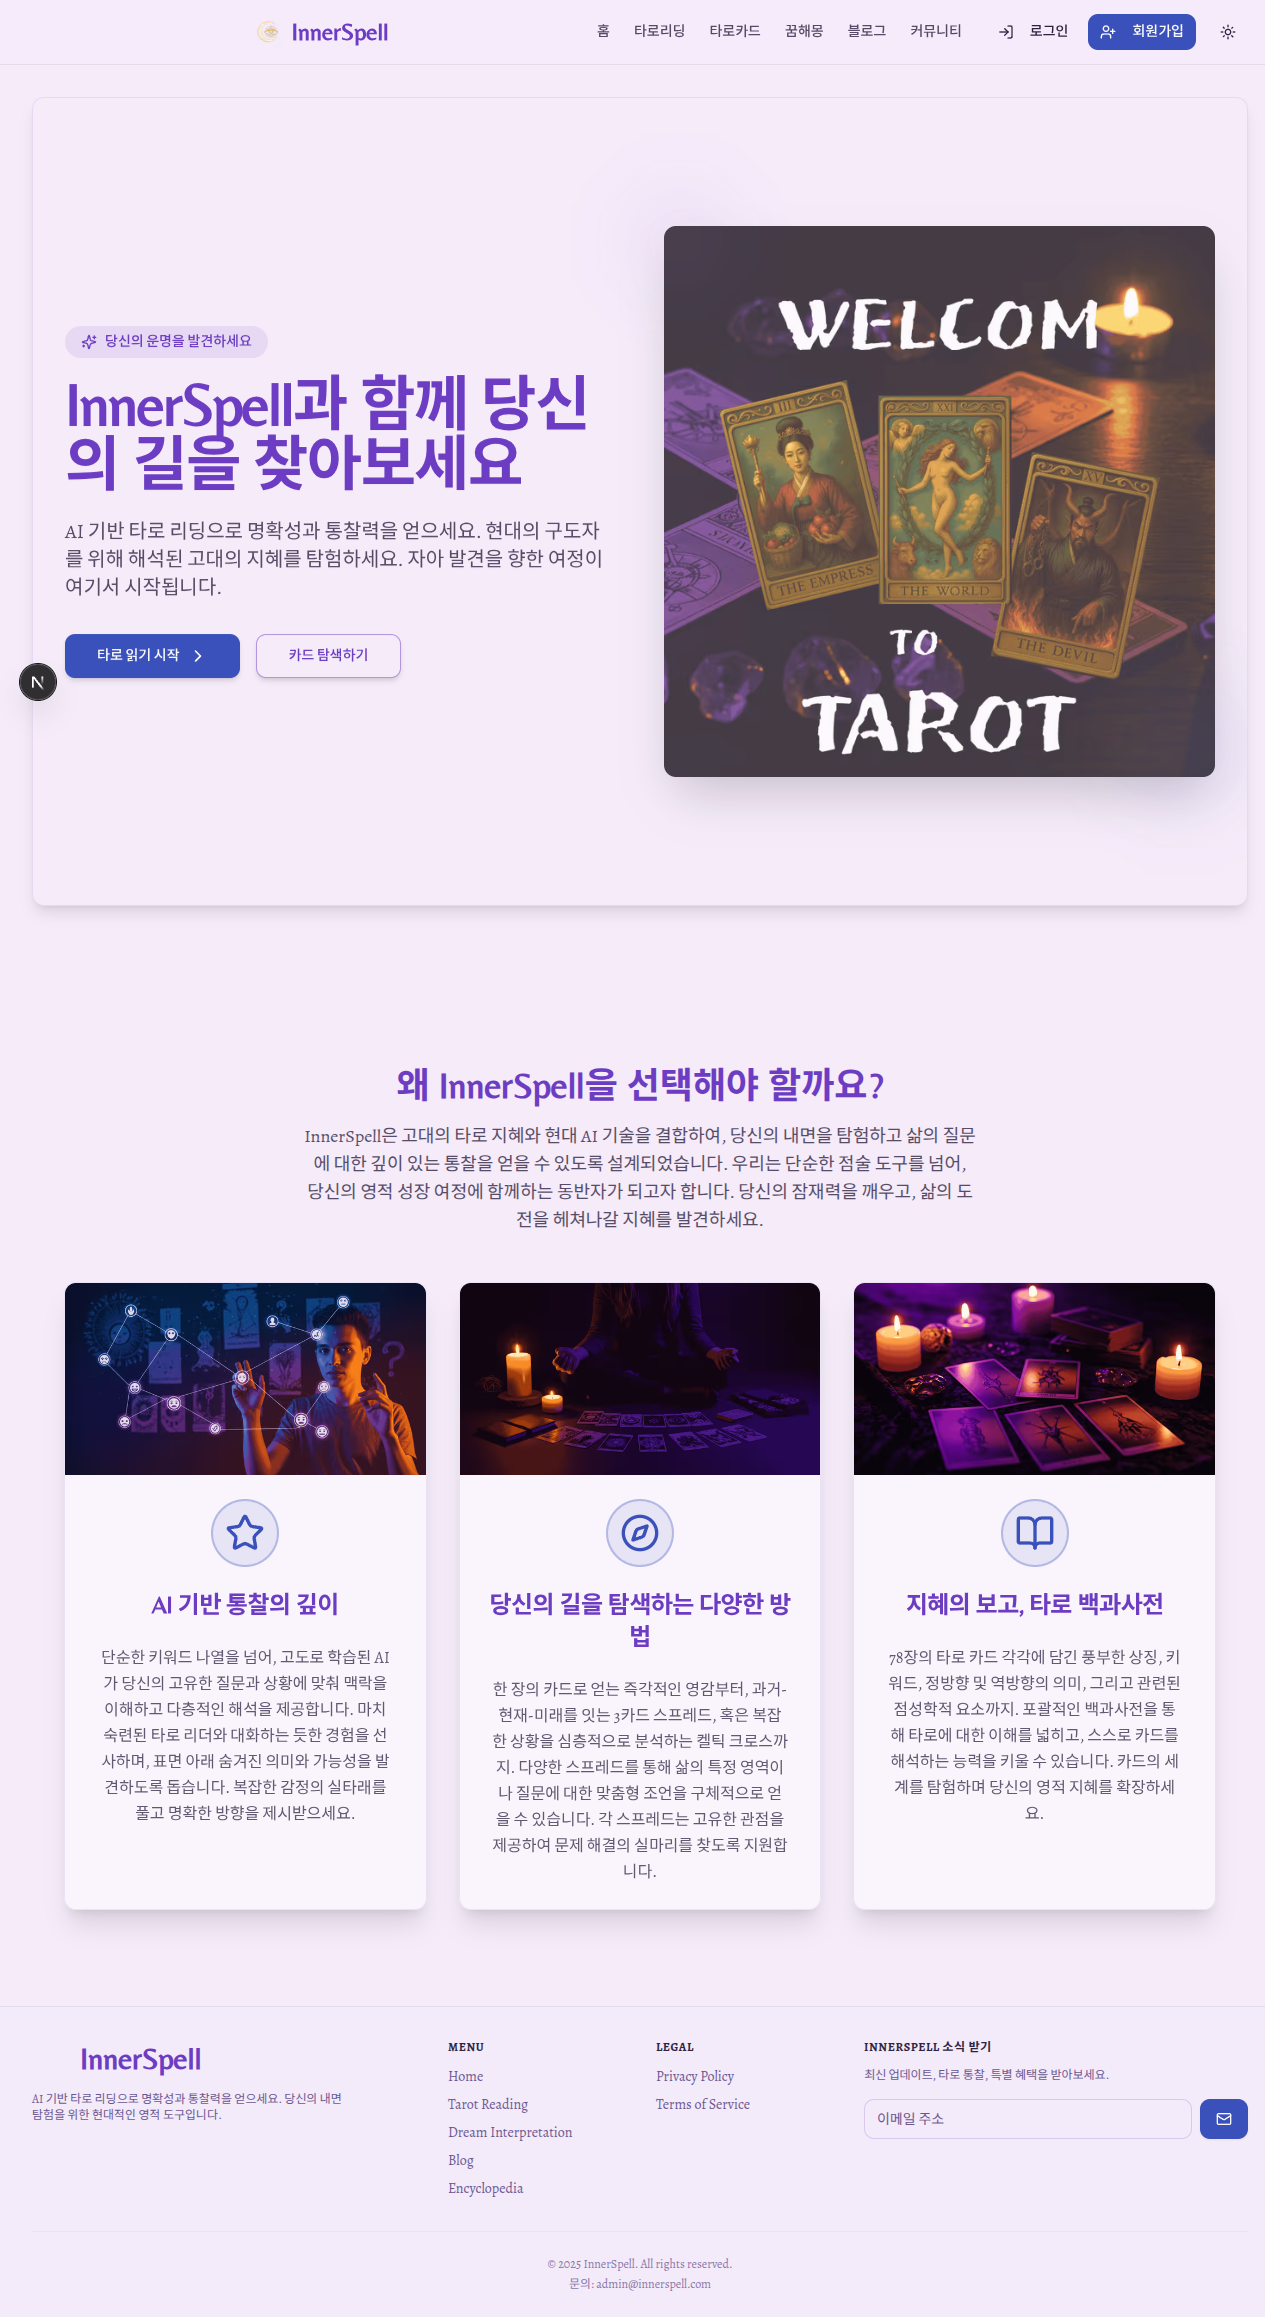 InnerSpell
홈 타로리딩 타로카드 꿈해몽 블로그 커뮤니티 로그인 회원가입
당신의 운명을 발견하세요
InnerSpell과 함께 당신
의 길을 찾아보세요
AI 기반 타로 리딩으로 명확성과 통찰력을 얻으세요. 현대의 구도자
를 위해 해석된 고대의 지혜를 탐험하세요. 자아 발견을 향한 여정이
여기서 시작됩니다.
타로 읽기 시작
카드 탐색하기
N
WELCOM
III
XXI
XV
THE EMPRESS
THE WORLD
THE DEVIL
TO
TAROT
왜 InnerSpell을 선택해야 할까요?
InnerSpell은 고대의 타로 지혜와 현대 AI 기술을 결합하여, 당신의 내면을 탐험하고 삶의 질문
에 대한 깊이 있는 통찰을 얻을 수 있도록 설계되었습니다. 우리는 단순한 점술 도구를 넘어,
당신의 영적 성장 여정에 함께하는 동반자가 되고자 합니다. 당신의 잠재력을 깨우고, 삶의 도
전을 헤쳐나갈 지혜를 발견하세요.
AI 기반 통찰의 깊이
단순한 키워드 나열을 넘어, 고도로 학습된 AI
가 당신의 고유한 질문과 상황에 맞춰 맥락을
이해하고 다층적인 해석을 제공합니다. 마치
숙련된 타로 리더와 대화하는 듯한 경험을 선
사하며, 표면 아래 숨겨진 의미와 가능성을 발
견하도록 돕습니다. 복잡한 감정의 실타래를
풀고 명확한 방향을 제시받으세요.
당신의 길을 탐색하는 다양한 방
법
한 장의 카드로 얻는 즉각적인 영감부터, 과거-
현재-미래를 잇는 3카드 스프레드, 혹은 복잡
한 상황을 심층적으로 분석하는 켈틱 크로스까
지. 다양한 스프레드를 통해 삶의 특정 영역이
나 질문에 대한 맞춤형 조언을 구체적으로 얻
을 수 있습니다. 각 스프레드는 고유한 관점을
제공하여 문제 해결의 실마리를 찾도록 지원합
니다.
지혜의 보고, 타로 백과사전
78장의 타로 카드 각각에 담긴 풍부한 상징, 키
워드, 정방향 및 역방향의 의미, 그리고 관련된
점성학적 요소까지. 포괄적인 백과사전을 통
해 타로에 대한 이해를 넓히고, 스스로 카드를
해석하는 능력을 키울 수 있습니다. 카드의 세
계를 탐험하며 당신의 영적 지혜를 확장하세
요.
InnerSpell
AI 기반 타로 리딩으로 명확성과 통찰력을 얻으세요. 당신의 내면
탐험을 위한 현대적인 영적 도구입니다.
MENU
Home
Tarot Reading
Dream Interpretation
Blog
Encyclopedia
LEGAL
Privacy Policy
Terms of Service
INNERSPELL 소식 받기
최신 업데이트, 타로 통찰, 특별 혜택을 받아보세요.
이메일 주소
© 2025 InnerSpell. All rights reserved.
문의: admin@innerspell.com